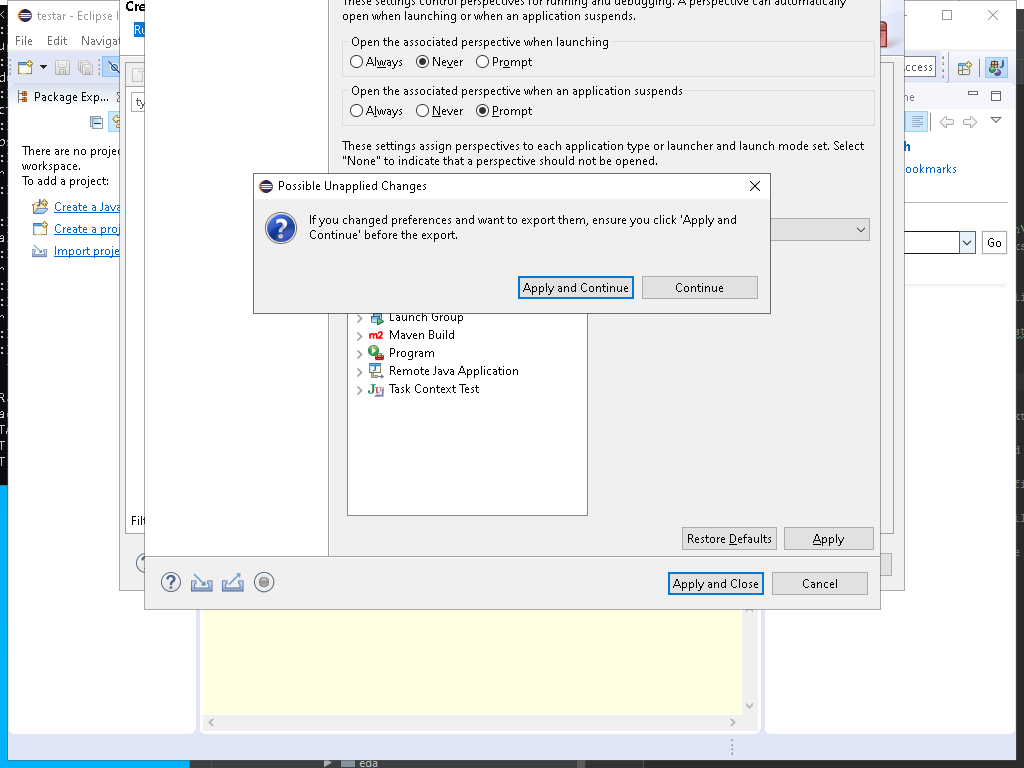 testar - Eclipse I
Cre
These settings control perspectives for running and debugging. A perspective can automatically
open when launching or when an application suspends.
File Edit Navigat
Ru
Open the associated perspective when launching
Always Never Prompt
ccess
Open the associated perspective when an application suspends
Package Exp...
ty
Always Never Prompt
ne
These settings assign perspectives to each application type or launcher and launch mode set. Select
"None" to indicate that a perspective should not be opened.
There are no proje
workspace.
To add a project:
h
ookmarks
Possible Unapplied Changes
Create a Java
If you changed preferences and want to export them, ensure you click 'Apply and
Continue' before the export.
Create a proj
Import proje
Go
Apply and Continue
Continue
Launch Group
Maven Build
Program
Remote Java Application
Task Context Test
Filt
Restore Defaults
Apply
Apply and Close
Cancel
eda